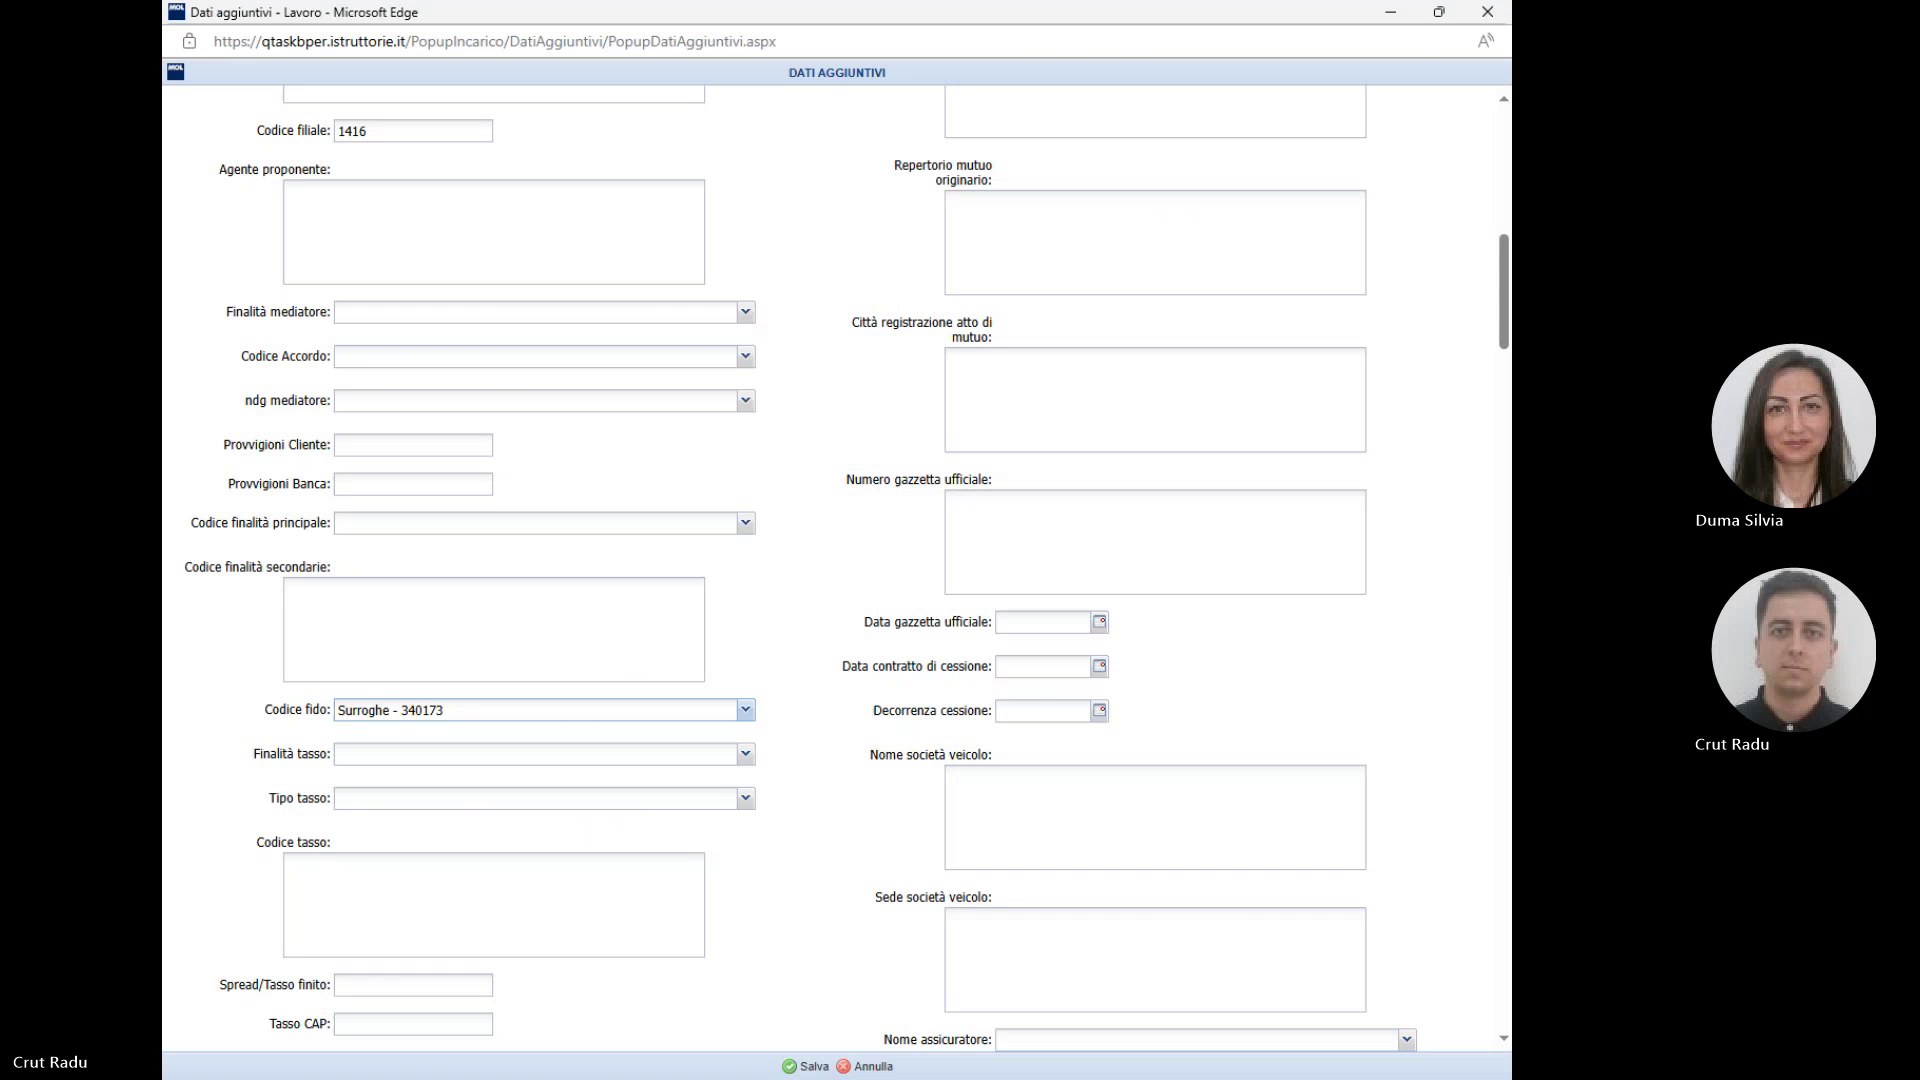 MOL Dati aggiuntivi - Lavoro - Microsoft Edge
https://qtaskbper.istruttorie.it/PopupIncarico/DatiAggiuntivi/PopupDatiAggiuntivi.aspx
MOL DATI AGGIUNTIVI
Codice filiale: 1416
Agente proponente:
Finalità mediatore:
Codice Accordo:
ndg mediatore:
Provvigioni Cliente:
Provvigioni Banca:
Codice finalità principale:
Codice finalità secondarie:
Codice fido: Surroghe - 340173
Finalità tasso:
Tipo tasso:
Codice tasso:
Spread/Tasso finito:
Tasso CAP:
Repertorio mutuo
originario:
Città registrazione atto di
mutuo:
Numero gazzetta ufficiale:
Data gazzetta ufficiale:
Data contratto di cessione:
Decorrenza cessione:
Nome società veicolo:
Sede società veicolo:
Nome assicuratore:
Salva Annulla
Duma Silvia
Crut Radu
Crut Radu